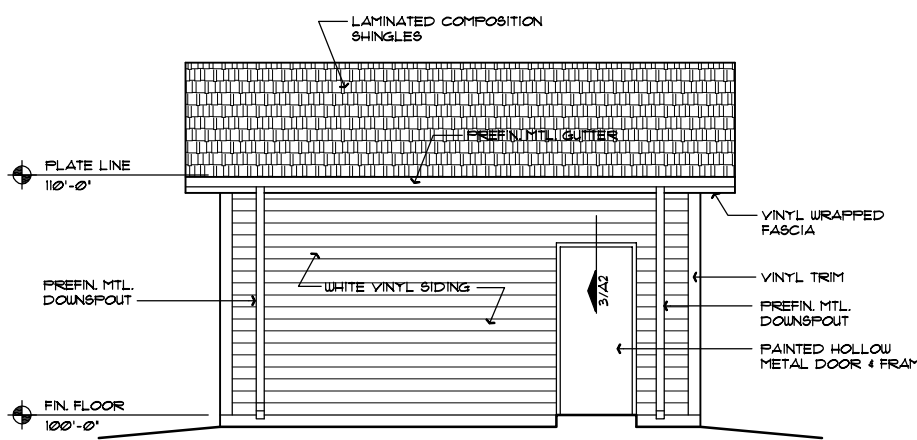 LAMINATED COMPOSITION
SHINGLES
PREFIN. MTL. GUTTER
PLATE LINE
110'-0"
VINYL WRAPPED
FASCIA
VINYL TRIM
PREFIN. MTL.
DOWNSPOUT
WHITE VINYL SIDING
3/A2
PREFIN. MTL.
DOWNSPOUT
PAINTED HOLLOW
METAL DOOR & FRAM
FIN. FLOOR
100'-0"